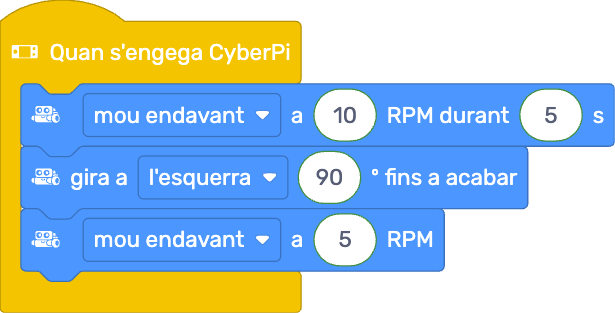 Quan s'engega CyberPi
mou endavant a 10 RPM durant 5 s
gira a l'esquerra 90 ° fins a acabar
mou endavant a 5 RPM